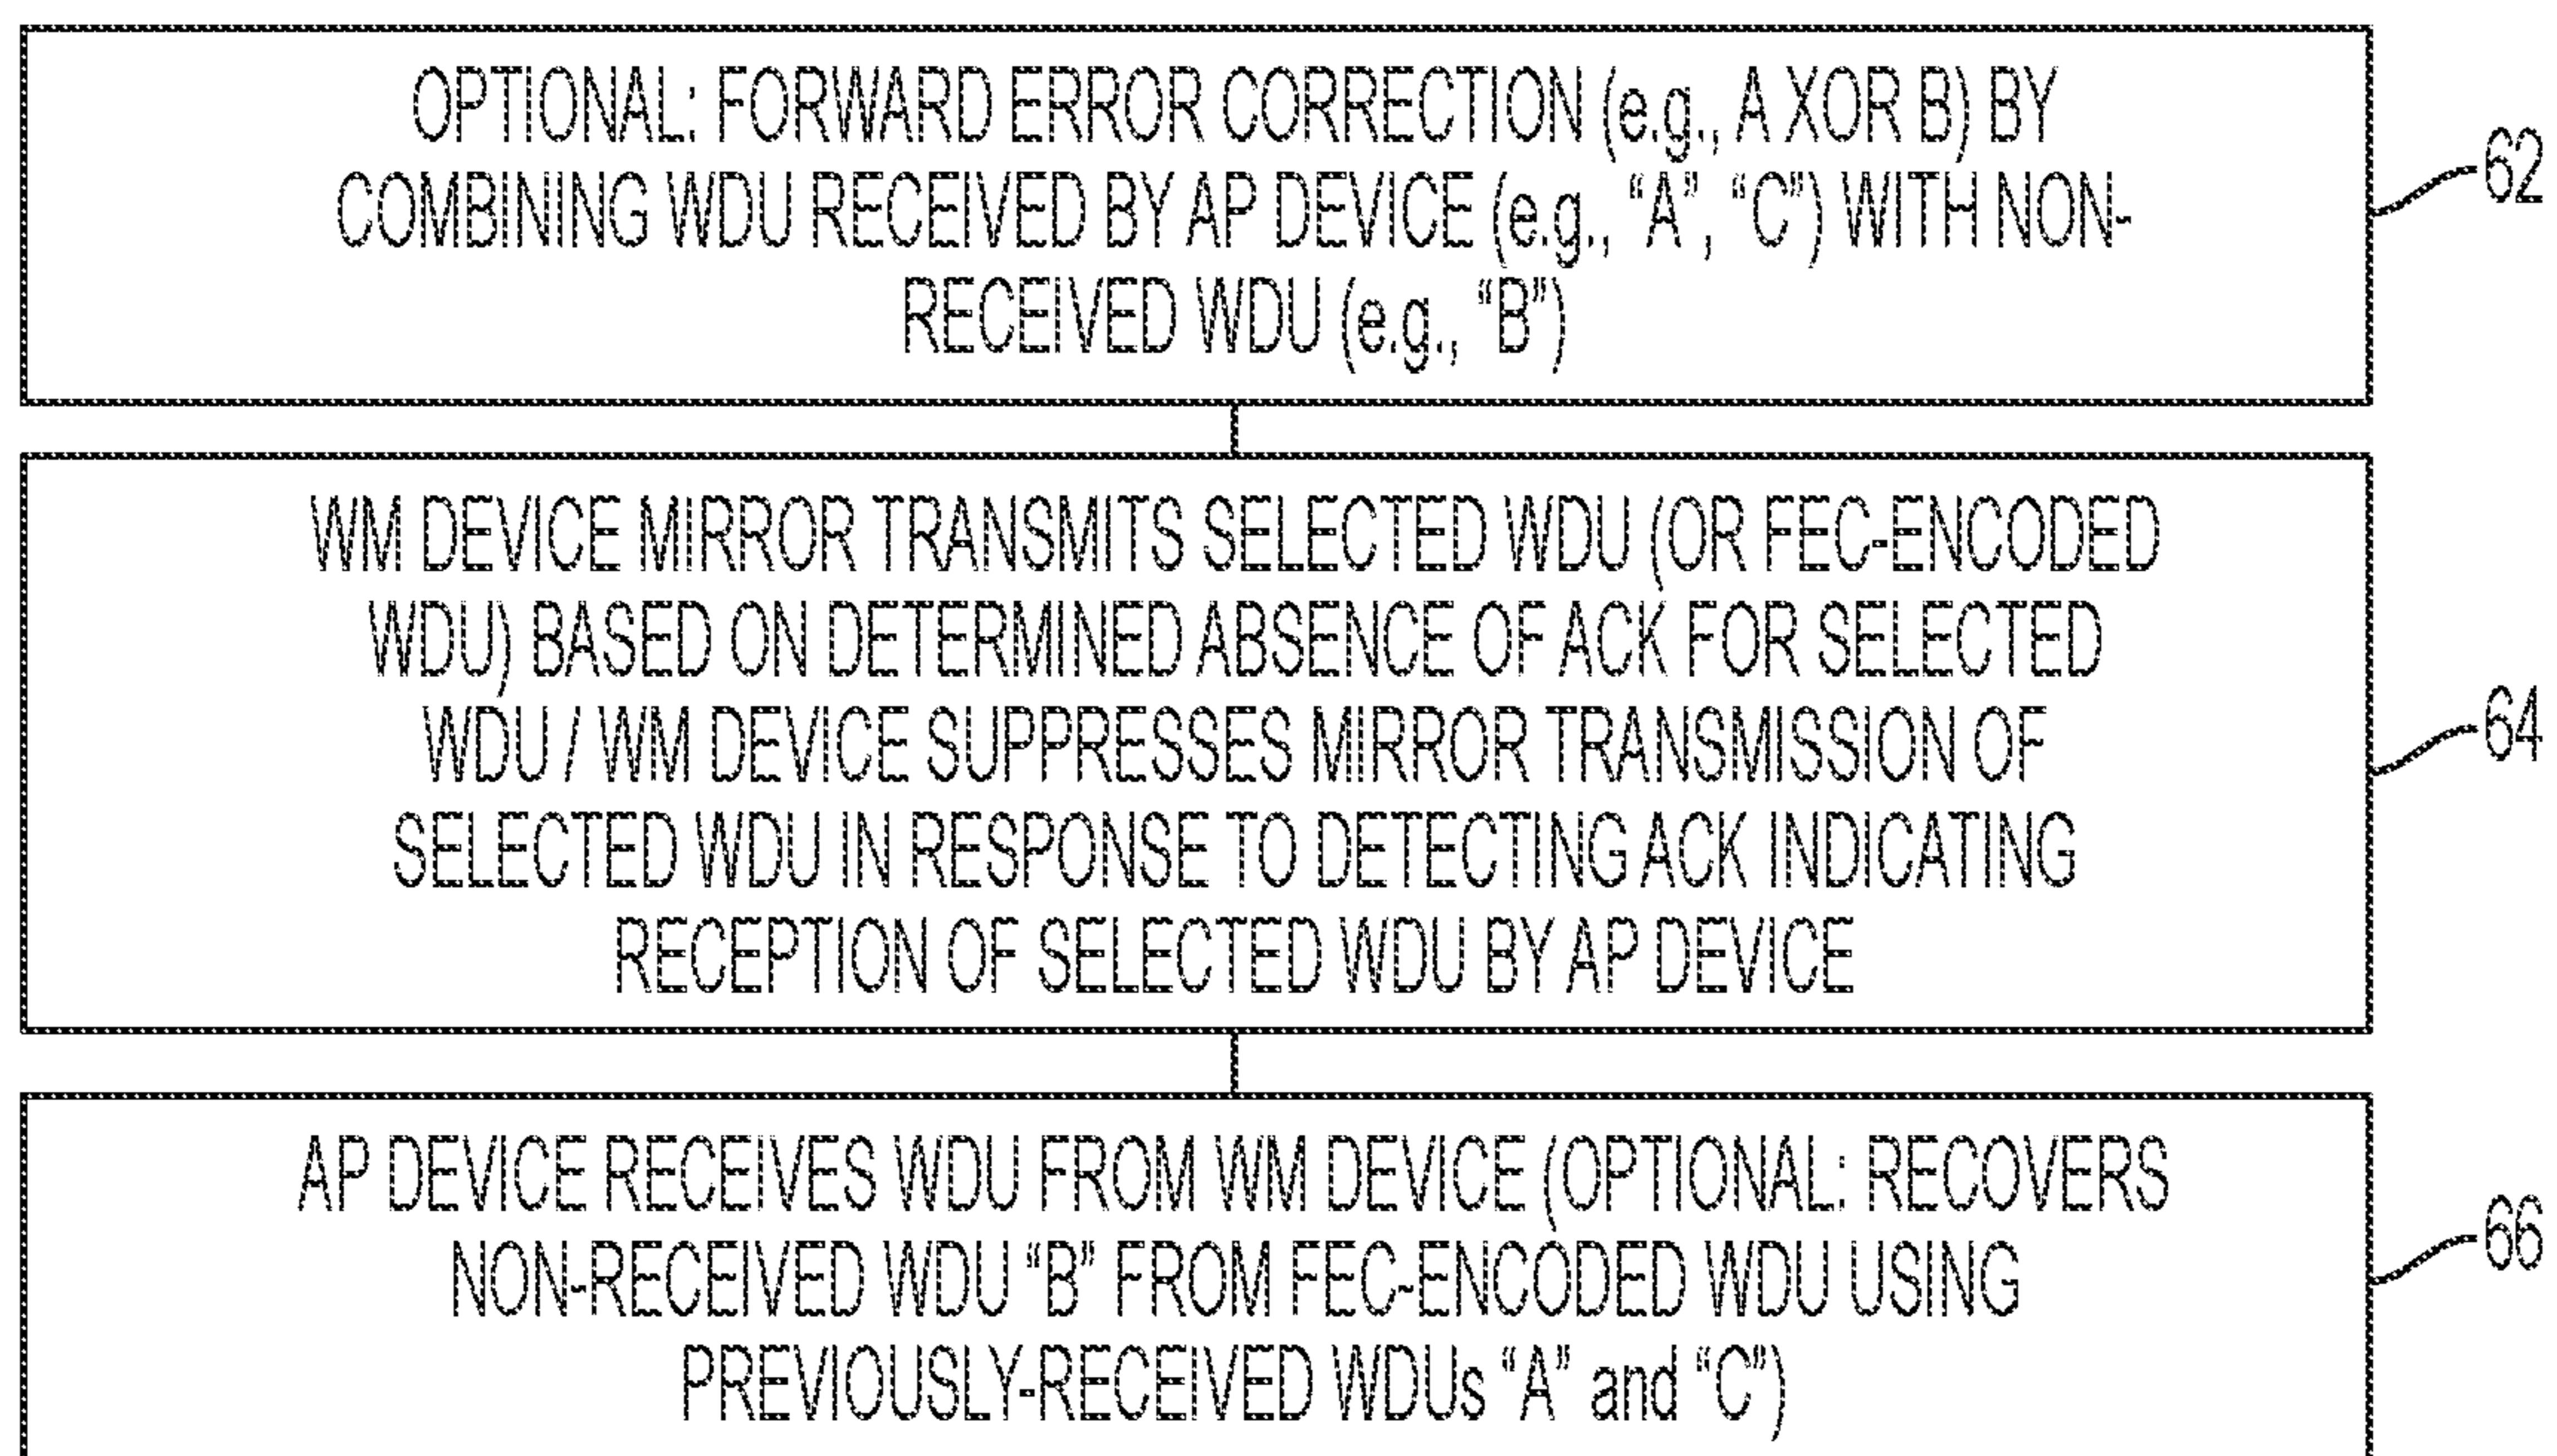 OPTIONAL: FORWARD ERROR CORRECTION (e.g., A XOR B) BY
COMBINING WDU RECEIVED BY AP DEVICE (e.g., “A”, “C”) WITH NON-
RECEIVED WDU (e.g., “B”)
62
WM DEVICE MIRROR TRANSMITS SELECTED WDU (OR FEC-ENCODED
WDU) BASED ON DETERMINED ABSENCE OF ACK FOR SELECTED
WDU / WM DEVICE SUPPRESSES MIRROR TRANSMISSION OF
SELECTED WDU IN RESPONSE TO DETECTING ACK INDICATING
RECEPTION OF SELECTED WDU BY AP DEVICE
64
AP DEVICE RECEIVES WDU FROM WM DEVICE (OPTIONAL: RECOVERS
NON-RECEIVED WDU “B” FROM FEC-ENCODED WDU USING
PREVIOUSLY-RECEIVED WDUs “A” and “C”)
66